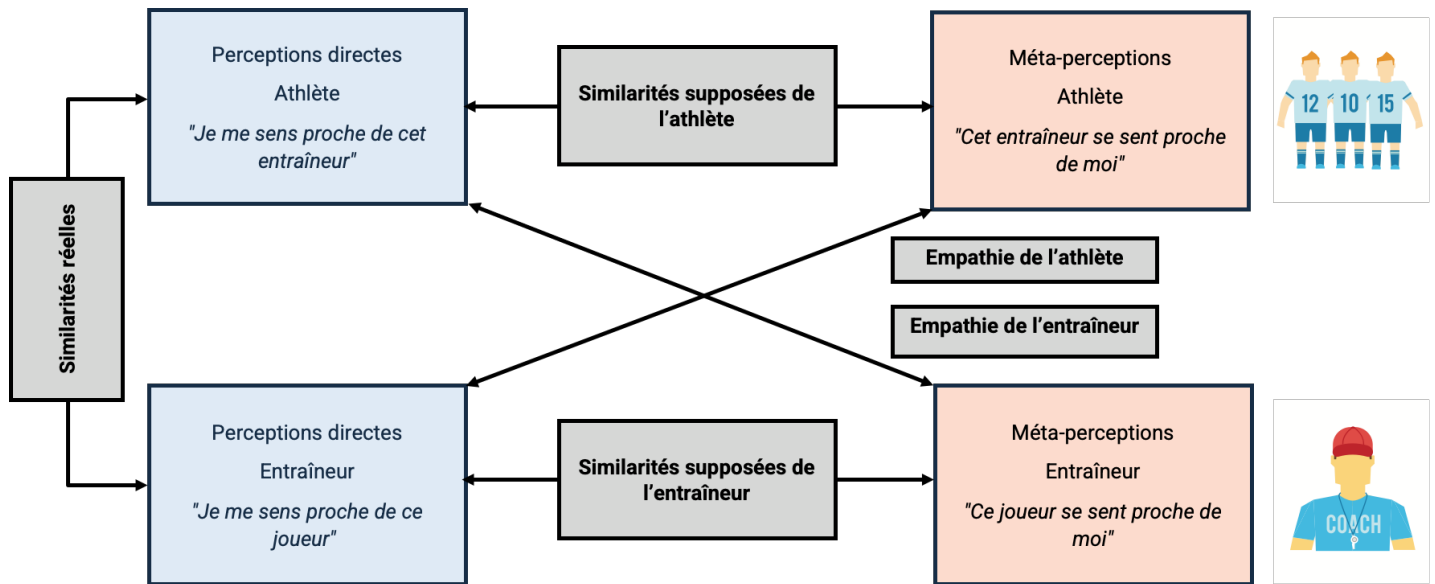 Perceptions directes
Athlète
"Je me sens proche de cet
entraîneur"
Similarités supposées de
l’athlète
Méta-perceptions
Athlète
"Cet entraîneur se sent proche
de moi"
12 10 15
Similarités réelles
Empathie de l’athlète
Empathie de l’entraîneur
Perceptions directes
Entraîneur
"Je me sens proche de ce
joueur"
Similarités supposées de
l’entraîneur
Méta-perceptions
Entraîneur
"Ce joueur se sent proche de
moi"
COACH